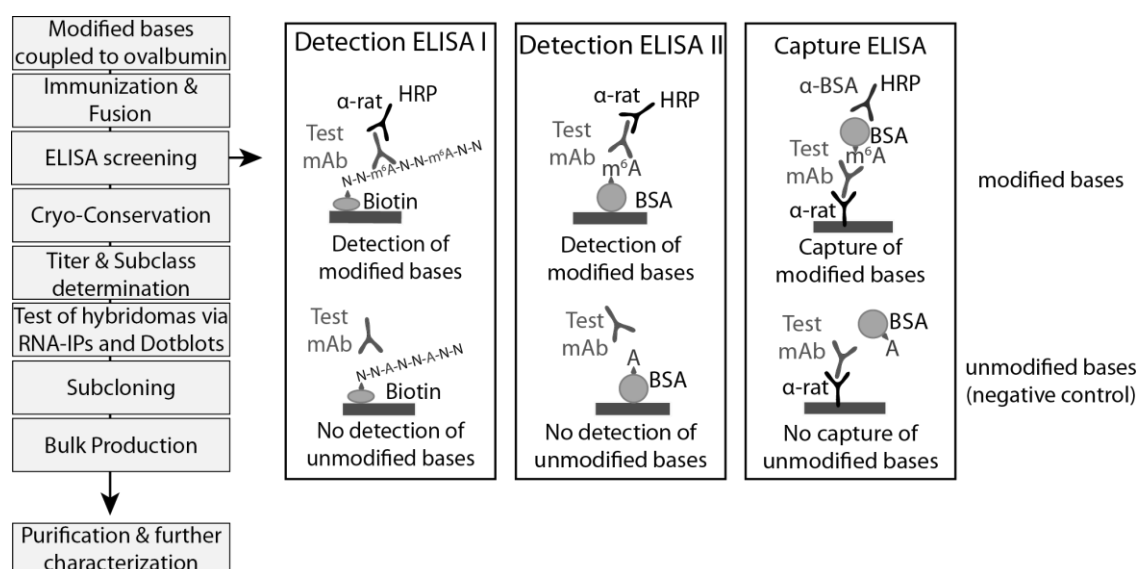 Modified bases
coupled to ovalbumin
Immunization &
Fusion
ELISA screening
Cryo-Conservation
Titer & Subclass
determination
Test of hybridomas via
RNA-IPs and Dotblots
Subcloning
Bulk Production
Purification & further
characterization
Detection ELISA I
α-rat
HRP
Test
mAb
N-N-m⁶A-N-N-m⁶A-N-N
Biotin
Detection of
modified bases
Test
mAb
N-N-A-N-N-A-N-N
Biotin
No detection of
unmodified bases
Detection ELISA II
α-rat
HRP
Test
mAb
m⁶A
BSA
Detection of
modified bases
Test
mAb
A
BSA
No detection of
unmodified bases
Capture ELISA
α-BSA
HRP
BSA
Test
m⁶A
mAb
α-rat
Capture of
modified bases
Test
BSA
mAb
A
α-rat
No capture of
unmodified bases
modified bases
unmodified bases
(negative control)